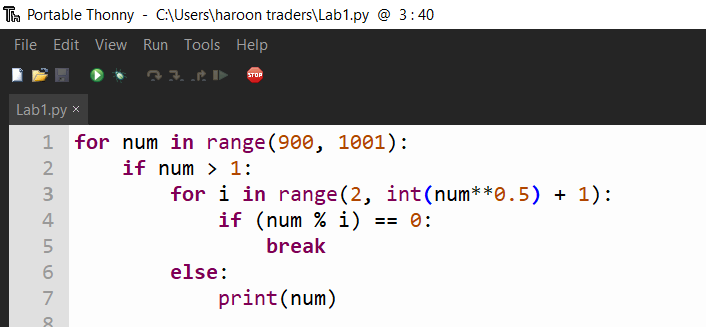 Portable Thonny - C:\Users\haroon traders\Lab1.py @ 3 : 40
File Edit View Run Tools Help
STOP
Lab1.py ×
1 for num in range(900, 1001):
2     if num > 1:
3         for i in range(2, int(num**0.5) + 1):
4             if (num % i) == 0:
5                 break
6         else:
7             print(num)
8